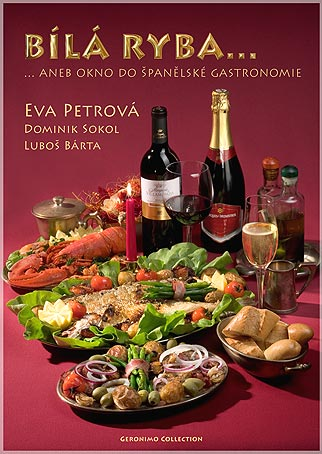 BÍLÁ RYBA...
... ANEB OKNO DO ŠPANĚLSKÉ GASTRONOMIE
EVA PETROVÁ
DOMINIK SOKOL
LUBOŠ BÁRTA
GERONIMO COLLECTION